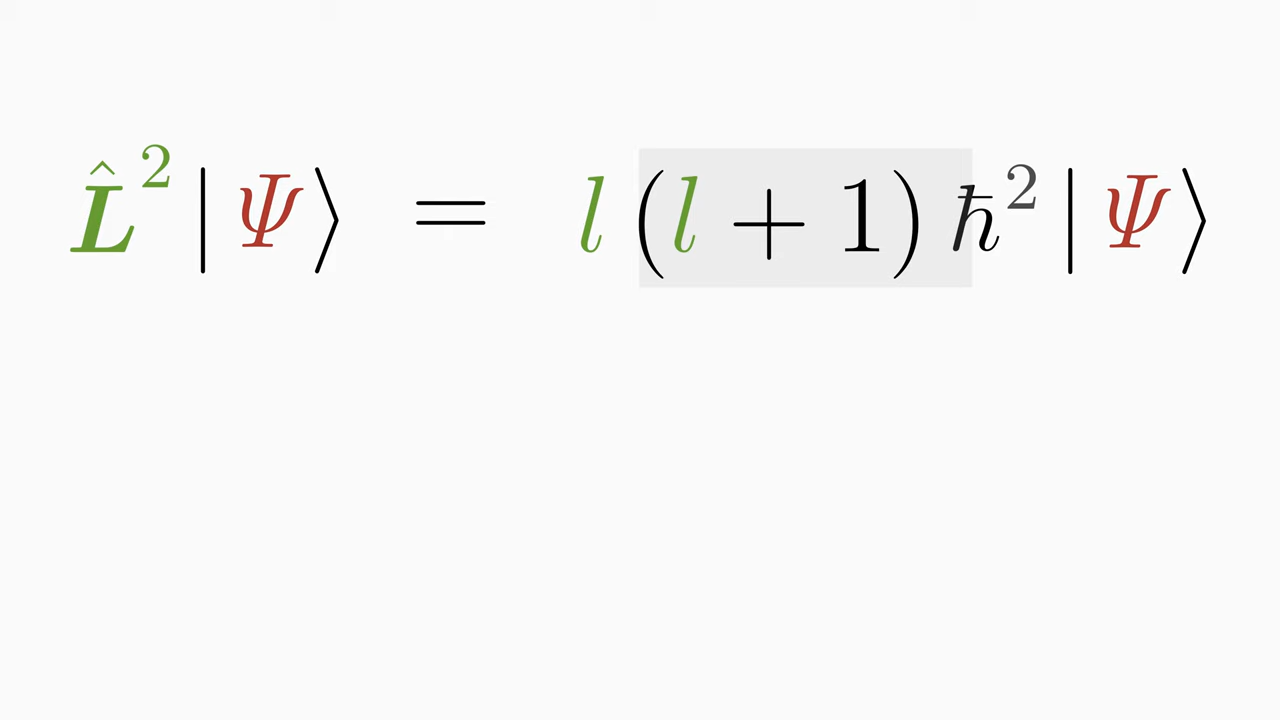 L̂² |Ψ⟩ = l (l + 1) ħ² |Ψ⟩